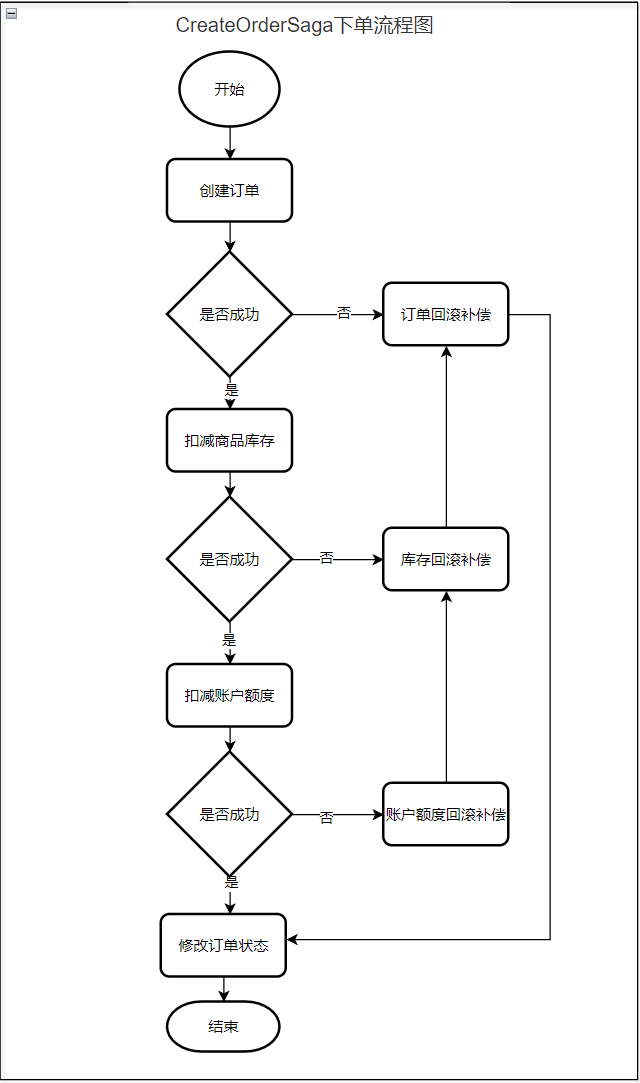 CreateOrderSaga下单流程图
开始
创建订单
是否成功
否
订单回滚补偿
是
扣减商品库存
是否成功
否
库存回滚补偿
是
扣减账户额度
是否成功
否
账户额度回滚补偿
是
修改订单状态
结束